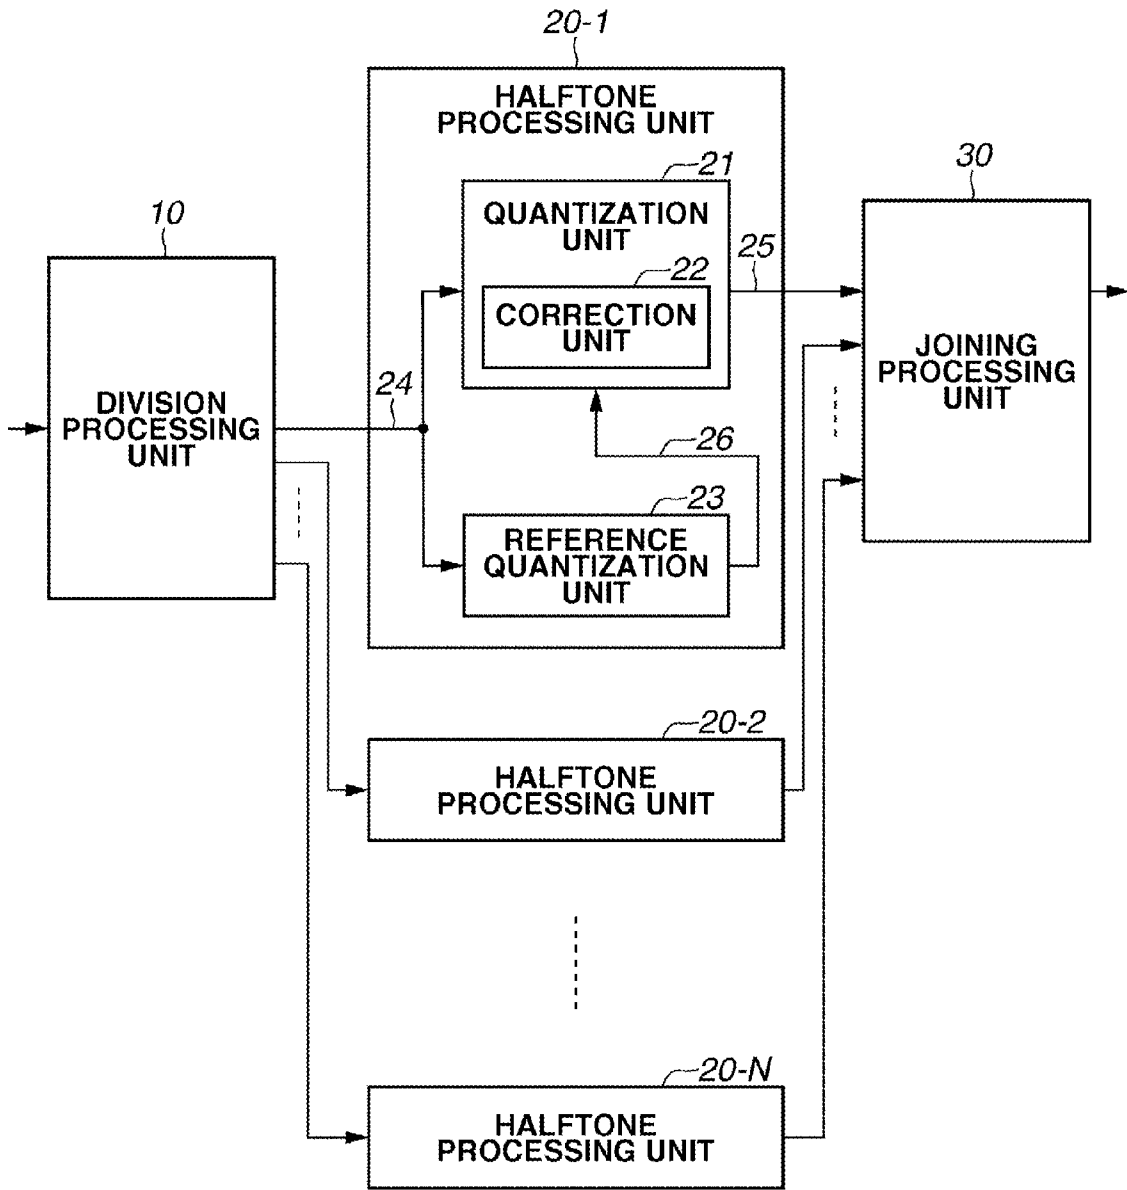 20-1
HALFTONE
PROCESSING UNIT
21
QUANTIZATION
UNIT
22
CORRECTION
UNIT
25
30
JOINING
PROCESSING
UNIT
10
DIVISION
PROCESSING
UNIT
24
26
23
REFERENCE
QUANTIZATION
UNIT
20-2
HALFTONE
PROCESSING UNIT
20-N
HALFTONE
PROCESSING UNIT